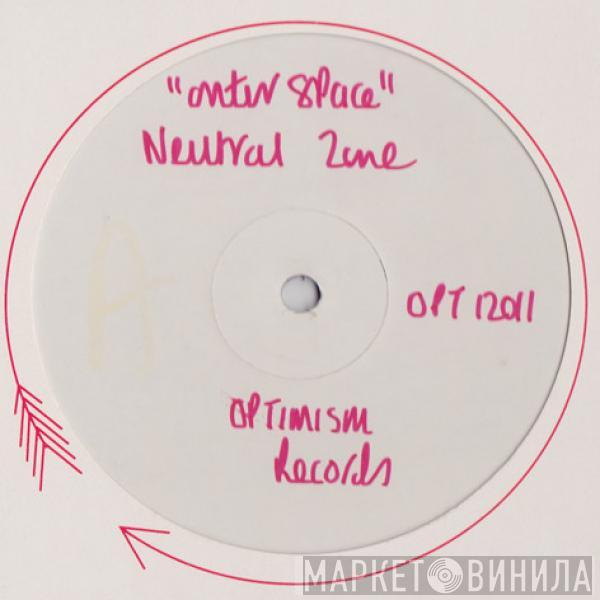 "outer space"
Neutral Zone
A
OPT 12011
OPTIMISM
Records
МАРКЕТ ВИНИЛА